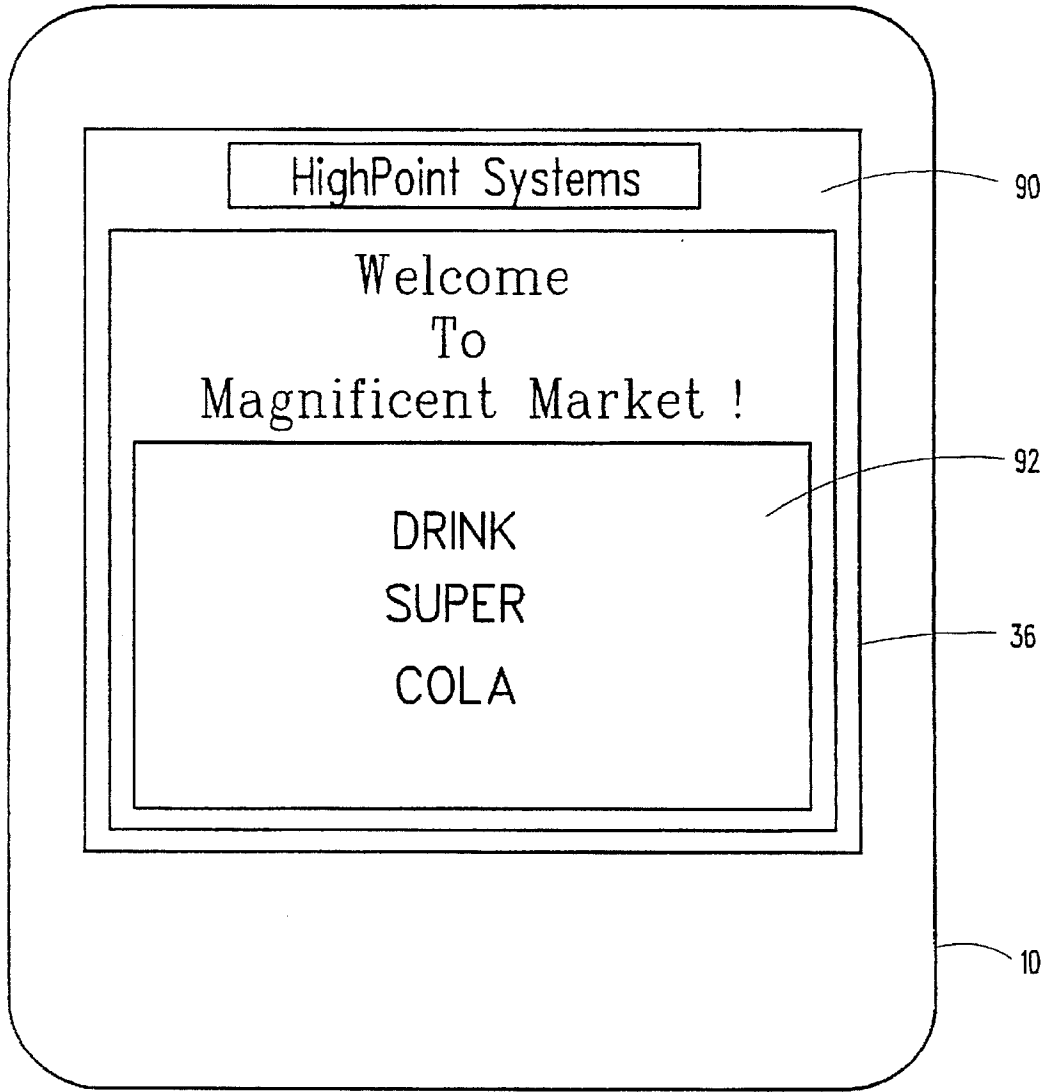 HighPoint Systems
90
Welcome
To
Magnificent Market !
92
DRINK
SUPER
36
COLA
10